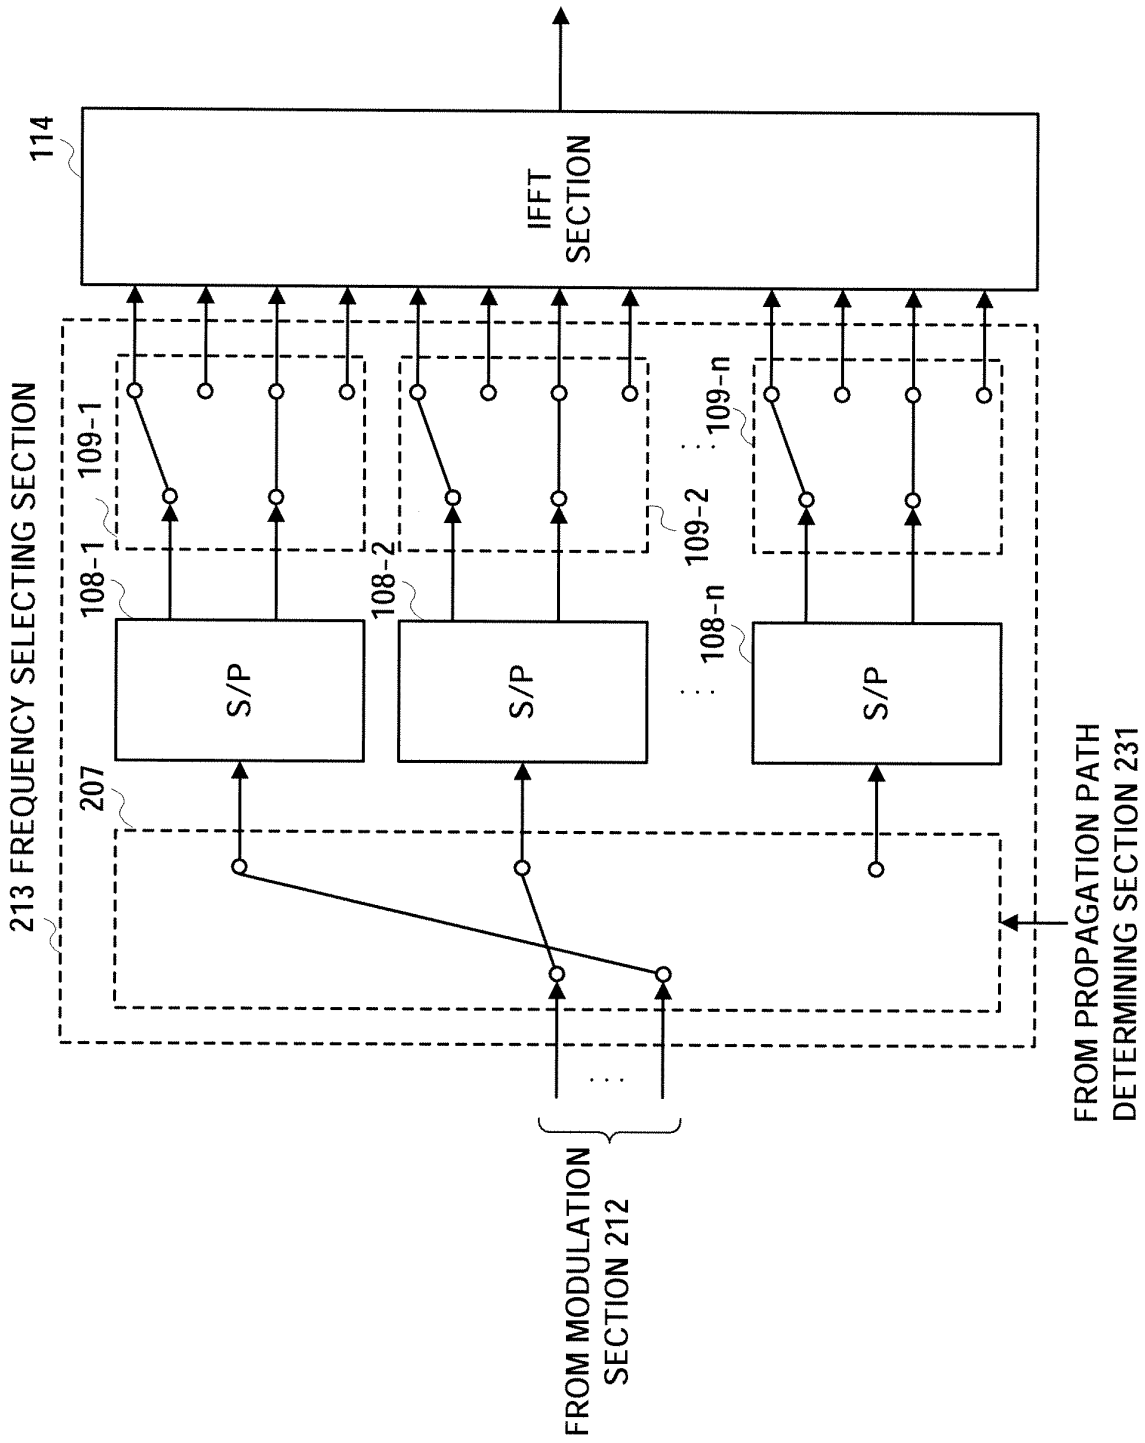 213 FREQUENCY SELECTING SECTION
114
207
108-1
109-1
S/P
108-2
109-2
S/P
...
...
108-n
109-n
S/P
IFFT
SECTION
FROM MODULATION
SECTION 212
...
FROM PROPAGATION PATH
DETERMINING SECTION 231